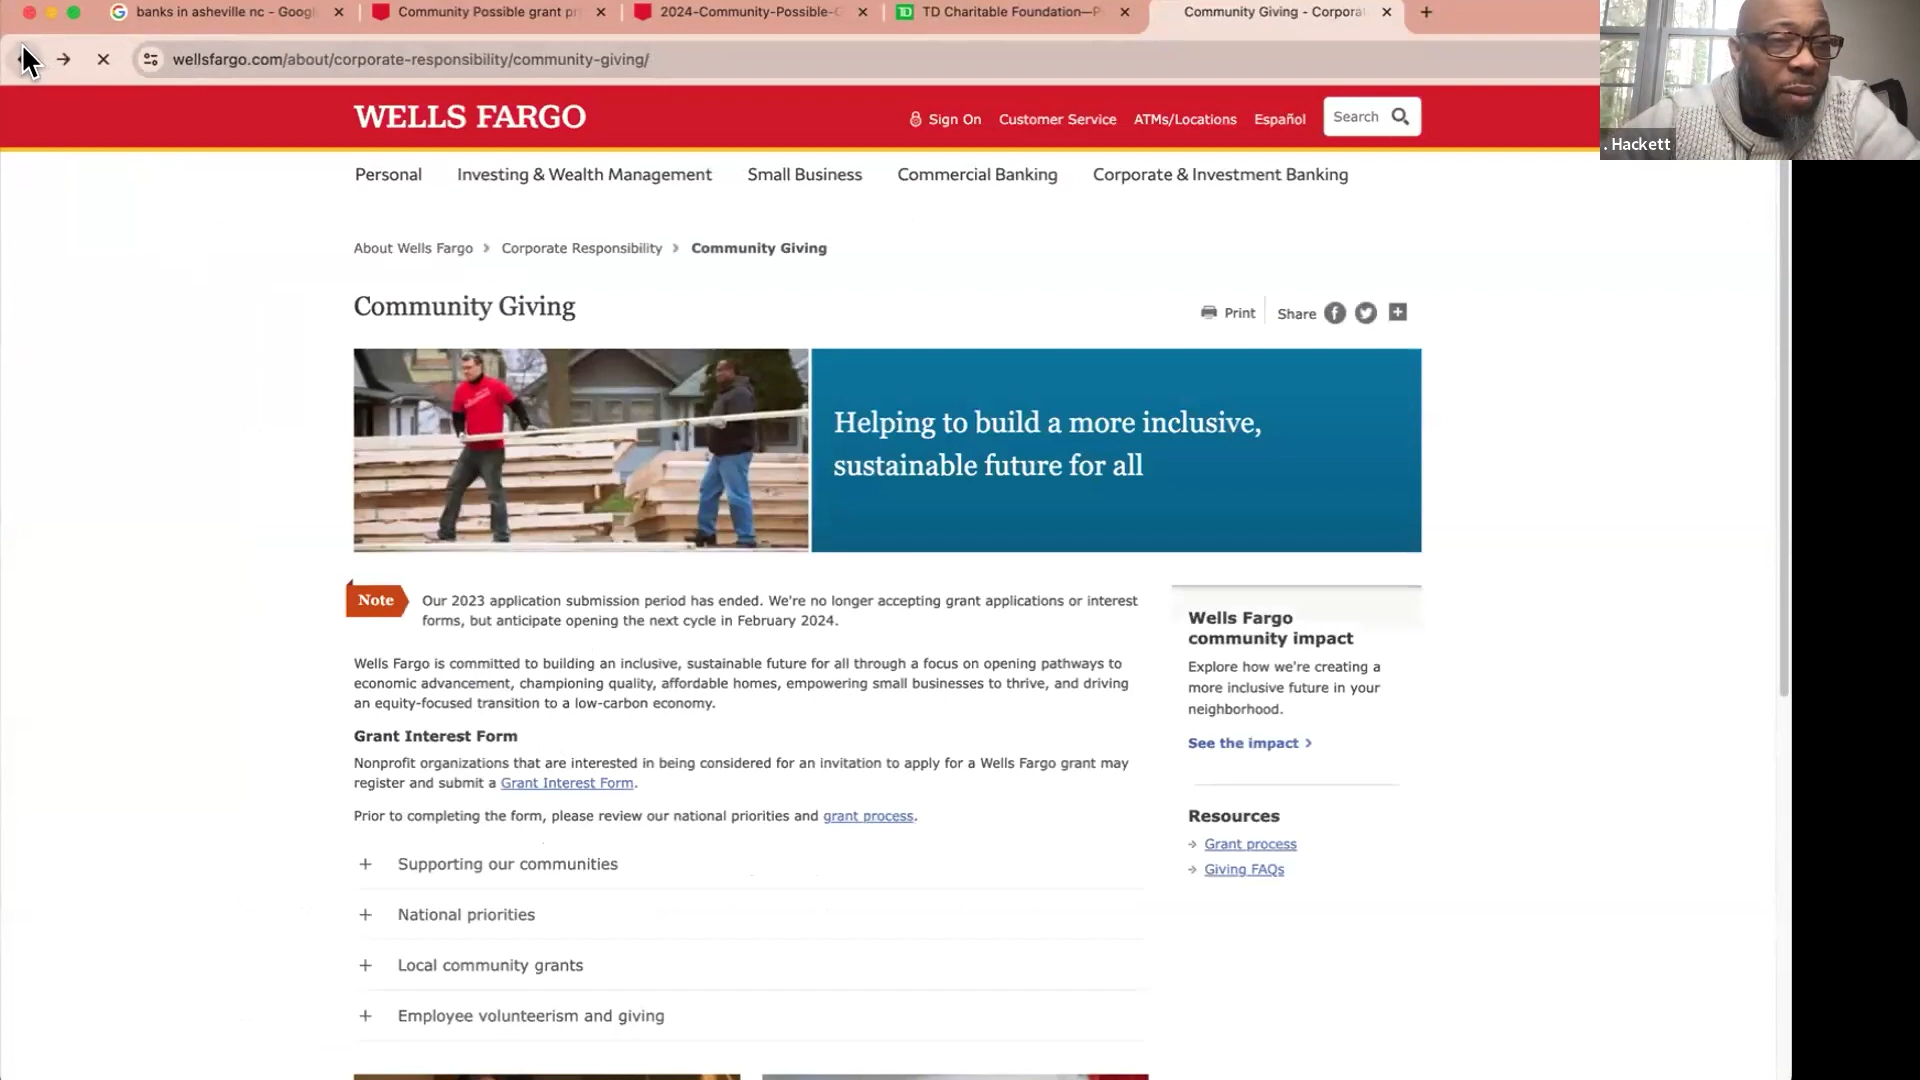 banks in asheville nc - Googl
Community Possible grant pr
2024-Community-Possible-G
TD Charitable Foundation—P
Community Giving - Corporat
wellsfargo.com/about/corporate-responsibility/community-giving/
WELLS FARGO
Sign On
Customer Service
ATMs/Locations
Español
Search
. Hackett
Personal
Investing & Wealth Management
Small Business
Commercial Banking
Corporate & Investment Banking
About Wells Fargo > Corporate Responsibility > Community Giving
Community Giving
Print
Share
Helping to build a more inclusive,
sustainable future for all
Note
Our 2023 application submission period has ended. We're no longer accepting grant applications or interest
forms, but anticipate opening the next cycle in February 2024.
Wells Fargo is committed to building an inclusive, sustainable future for all through a focus on opening pathways to
economic advancement, championing quality, affordable homes, empowering small businesses to thrive, and driving
an equity-focused transition to a low-carbon economy.
Grant Interest Form
Nonprofit organizations that are interested in being considered for an invitation to apply for a Wells Fargo grant may
register and submit a Grant Interest Form.
Prior to completing the form, please review our national priorities and grant process.
+ Supporting our communities
+ National priorities
+ Local community grants
+ Employee volunteerism and giving
Wells Fargo
community impact
Explore how we're creating a
more inclusive future in your
neighborhood.
See the impact >
Resources
Grant process
Giving FAQs